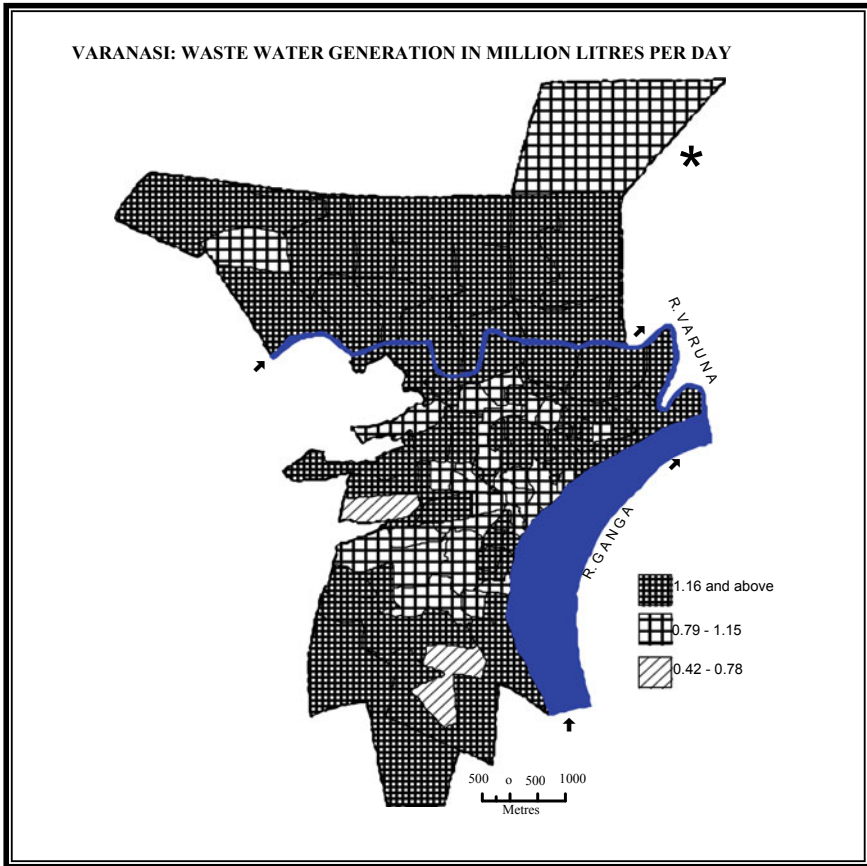 VARANASI: WASTE WATER GENERATION IN MILLION LITRES PER DAY
*
R. VARUNA
R. GANGA
1.16 and above
0.79 - 1.15
0.42 - 0.78
500 o 500 1000
Metres